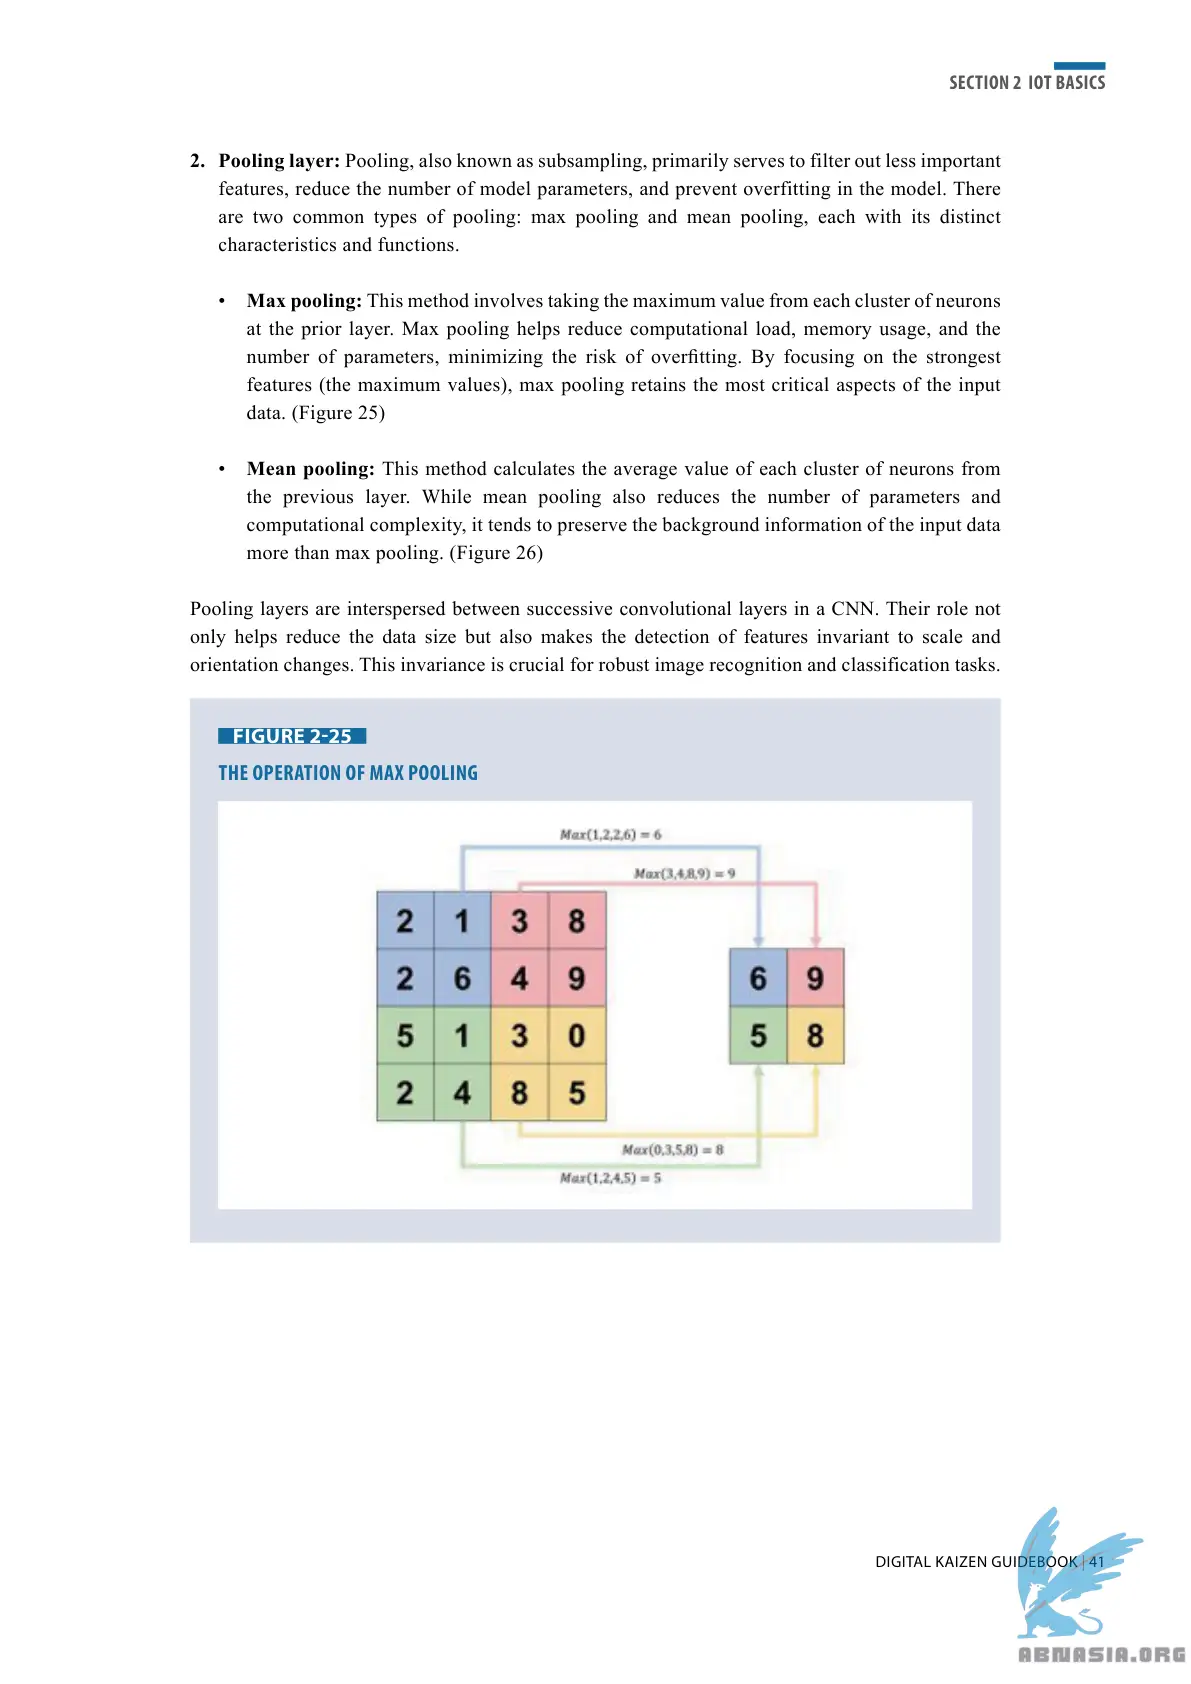 SECTION 2 IOT BASICS
2. Pooling layer: Pooling, also known as subsampling, primarily serves to filter out less important
features, reduce the number of model parameters, and prevent overfitting in the model. There
are two common types of pooling: max pooling and mean pooling, each with its distinct
characteristics and functions.
• Max pooling: This method involves taking the maximum value from each cluster of neurons
at the prior layer. Max pooling helps reduce computational load, memory usage, and the
number of parameters, minimizing the risk of overfitting. By focusing on the strongest
features (the maximum values), max pooling retains the most critical aspects of the input
data. (Figure 25)
• Mean pooling: This method calculates the average value of each cluster of neurons from
the previous layer. While mean pooling also reduces the number of parameters and
computational complexity, it tends to preserve the background information of the input data
more than max pooling. (Figure 26)
Pooling layers are interspersed between successive convolutional layers in a CNN. Their role not
only helps reduce the data size but also makes the detection of features invariant to scale and
orientation changes. This invariance is crucial for robust image recognition and classification tasks.
FIGURE 2-25
THE OPERATION OF MAX POOLING
Max(1,2,2,6) = 6
Max(3,4,8,9) = 9
2 1 3 8
2 6 4 9
5 1 3 0
2 4 8 5
6 9
5 8
Max(0,3,5,8) = 8
Max(1,2,4,5) = 5
DIGITAL KAIZEN GUIDEBOOK | 41
ABNASIA.ORG